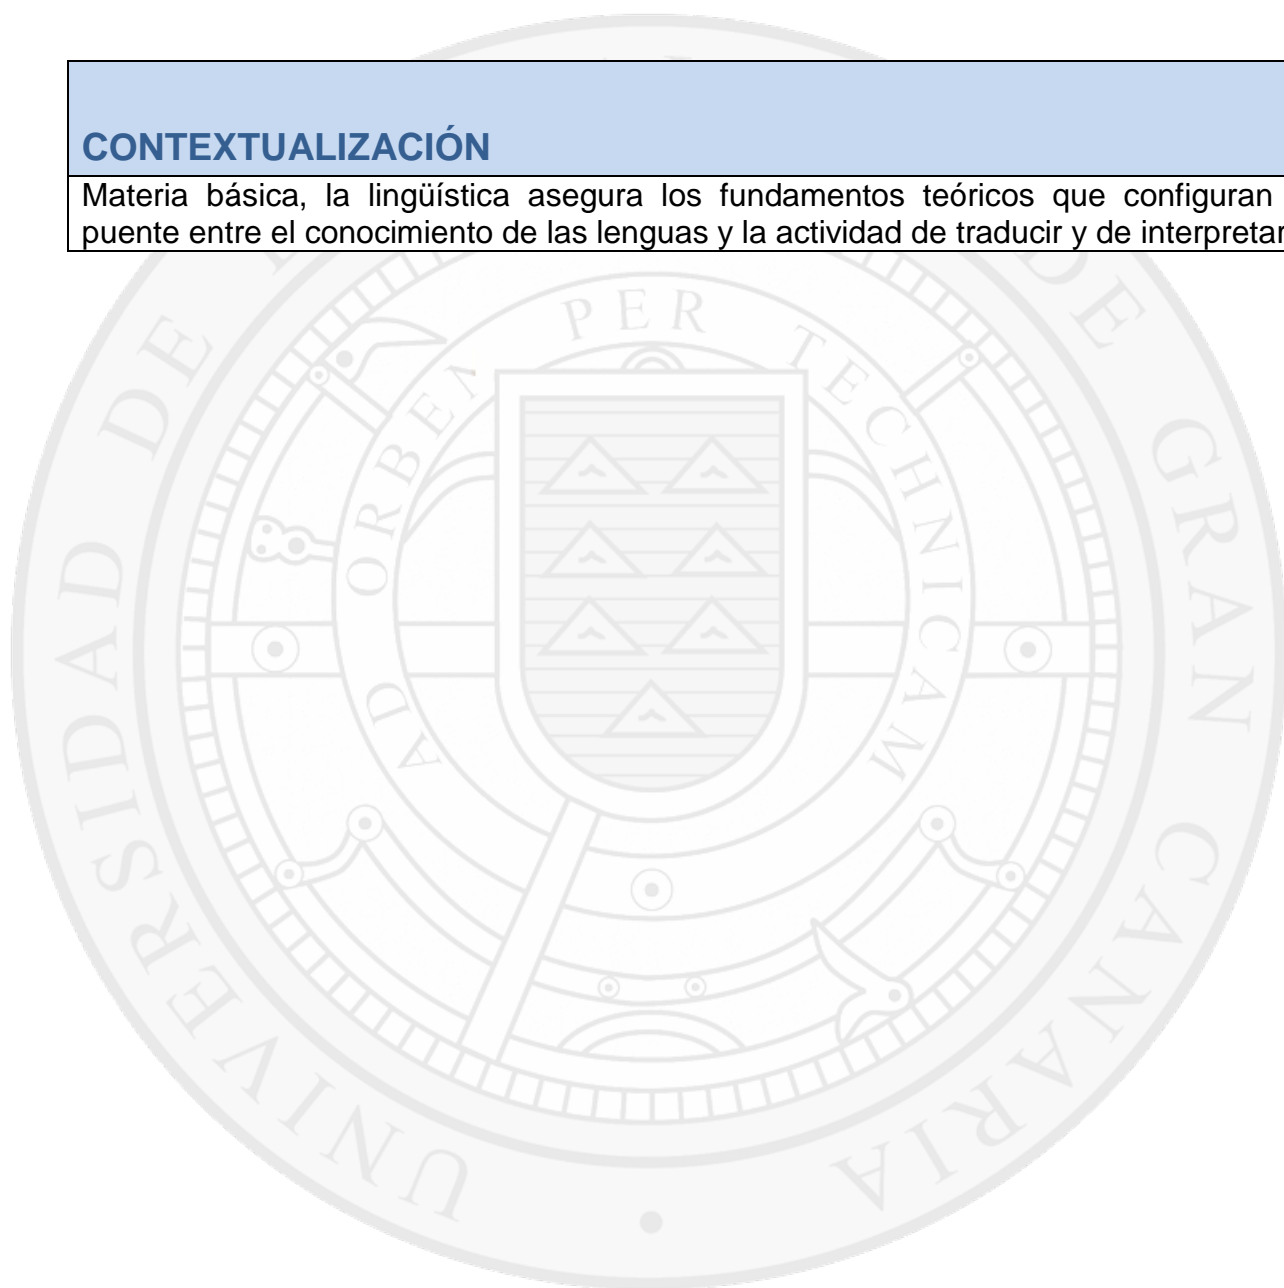 CONTEXTUALIZACIÓN
Materia básica, la lingüística asegura los fundamentos teóricos que configuran
puente entre el conocimiento de las lenguas y la actividad de traducir y de interpretar
PER
ORBEM
TECHNICAM
AD
UNIVERSIDAD DE
DE GRAN CANARIA